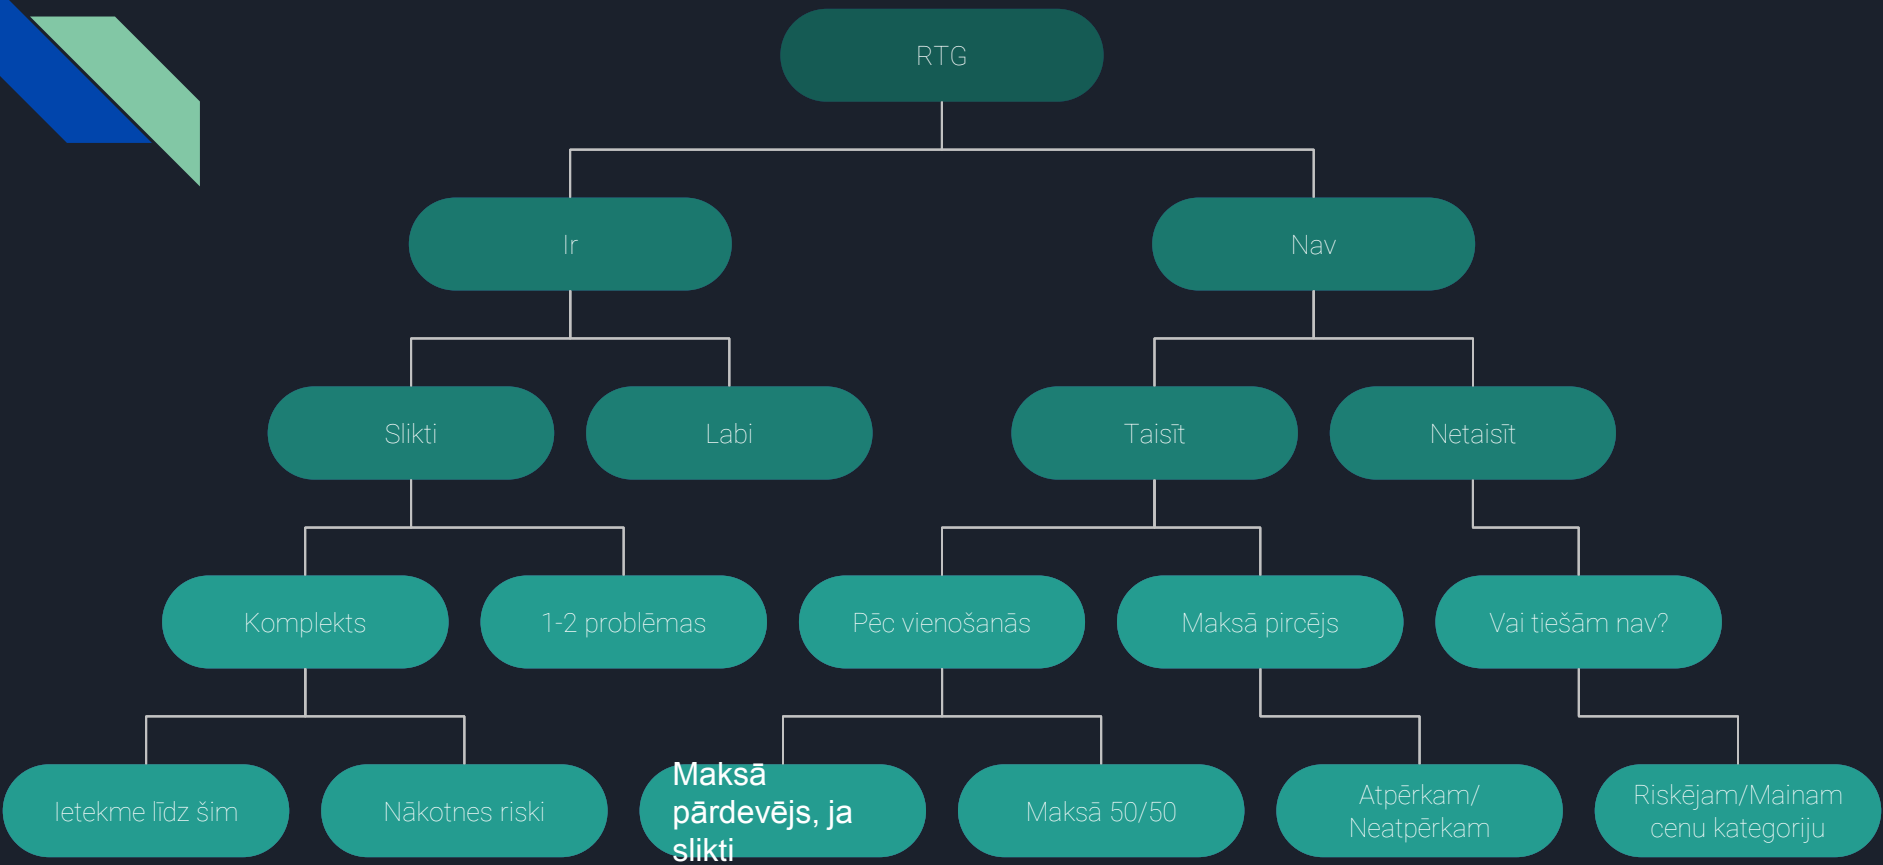 RTG
Ir
Nav
Slikti
Labi
Taisīt
Netaisīt
Komplekts
1-2 problēmas
Pēc vienošanās
Maksā pircējs
Vai tiešām nav?
Ietekme līdz šim
Nākotnes riski
Maksā
pārdevējs, ja
slikti
Maksā 50/50
Atpērkam/
Neatpērkam
Riskējam/Mainam
cenu kategoriju